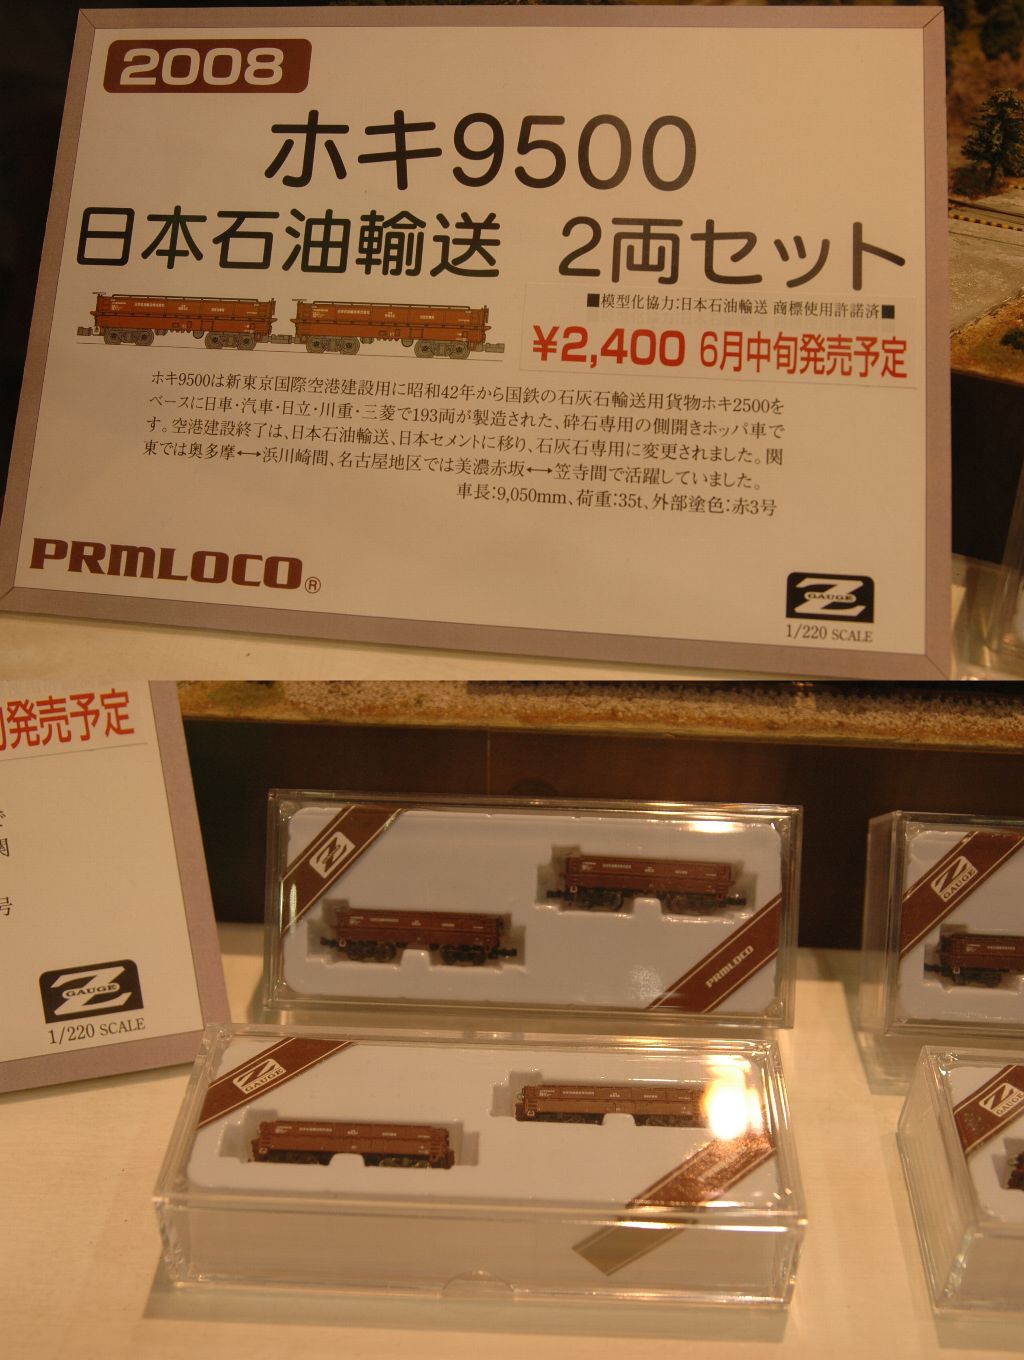 2008
ホキ9500
日本石油輸送 2両セット
■模型化協力:日本石油輸送 商標使用許諾済■
¥2,400 6月中旬発売予定
ホキ9500は新東京国際空港建設用に昭和42年から国鉄の石灰石輸送用貨物ホキ2500を
ベースに日車・汽車・日立・川重・三菱で193両が製造された、砕石専用の側開きホッパ車で
す。空港建設終了は、日本石油輸送、日本セメントに移り、石灰石専用に変更されました。関
東では奥多摩↔浜川崎間、名古屋地区では美濃赤坂↔笠寺間で活躍していました。
車長:9,050mm、荷重:35t、外部塗色:赤3号
PRMLOCO®
Z GAUGE
1/220 SCALE
旬発売予定
で
関
号
Z GAUGE
1/220 SCALE
Z
PRMLOCO
Z GAUGE
Z GAUGE
Z GAUGE